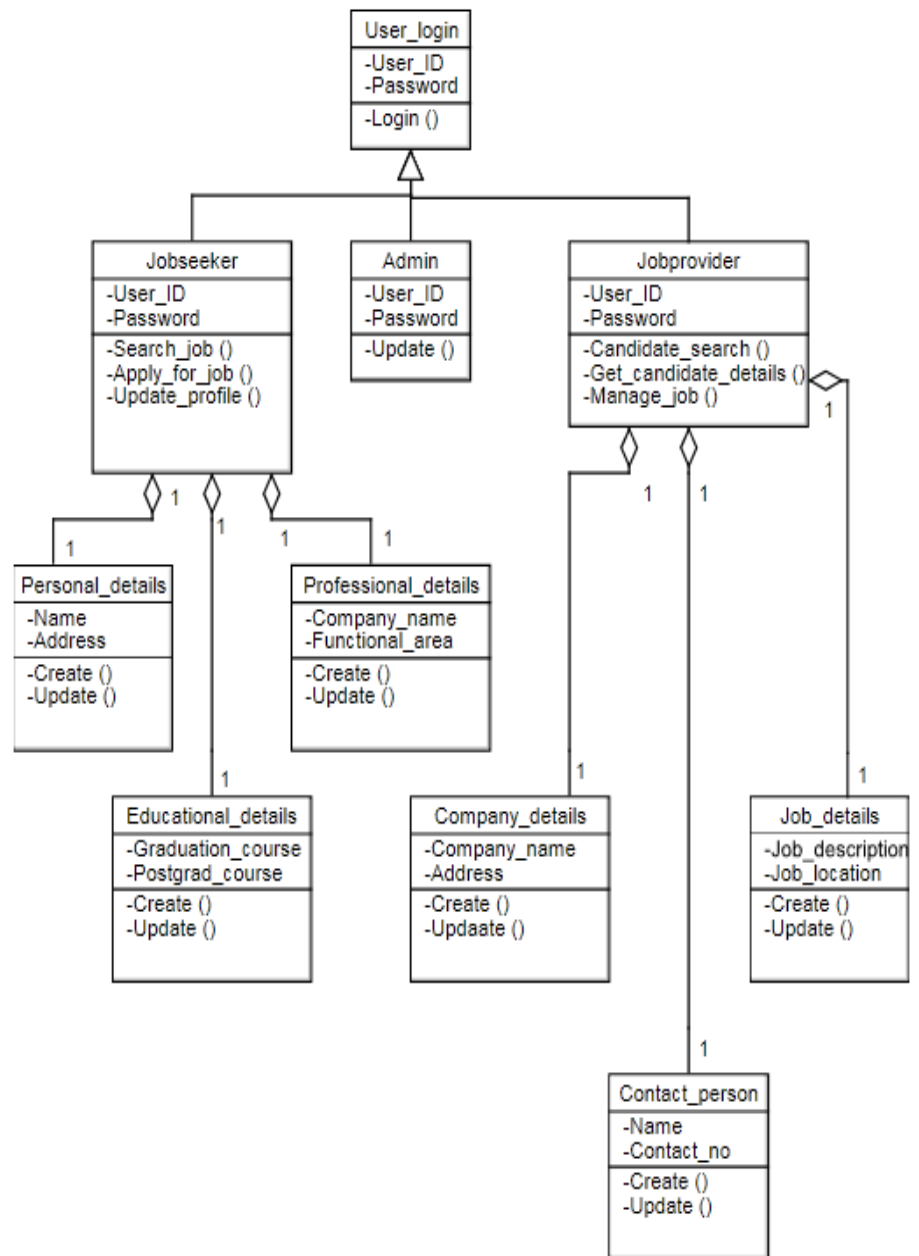 User_login
-User_ID
-Password
-Login ()
Jobseeker
-User_ID
-Password
-Search_job ()
-Apply_for_job ()
-Update_profile ()
Admin
-User_ID
-Password
-Update ()
Jobprovider
-User_ID
-Password
-Candidate_search ()
-Get_candidate_details ()
-Manage_job ()
1
1
1
1
1
1
1
1
Personal_details
-Name
-Address
-Create ()
-Update ()
Professional_details
-Company_name
-Functional_area
-Create ()
-Update ()
1
1
1
Educational_details
-Graduation_course
-Postgrad_course
-Create ()
-Update ()
Company_details
-Company_name
-Address
-Create ()
-Updaate ()
Job_details
-Job_description
-Job_location
-Create ()
-Update ()
1
Contact_person
-Name
-Contact_no
-Create ()
-Update ()